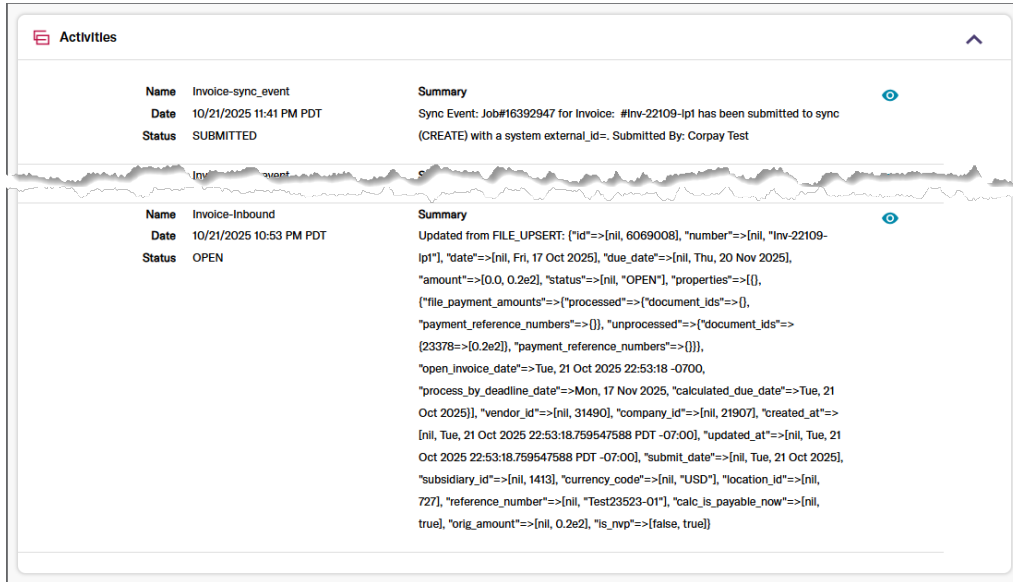 Activities
Name Invoice-sync_event Summary
Date 10/21/2025 11:41 PM PDT Sync Event: Job#16392947 for Invoice: #Inv-22109-lp1 has been submitted to sync
Status SUBMITTED (CREATE) with a system external_id=. Submitted By: Corpay Test
Name Invoice-Inbound Summary
Date 10/21/2025 10:53 PM PDT Updated from FILE_UPSERT: {"id"=>[nil, 6069008], "number"=>[nil, "Inv-22109-
Status OPEN lp1"], "date"=>[nil, Fri, 17 Oct 2025], "due_date"=>[nil, Thu, 20 Nov 2025],
"amount"=>[0.0, 0.2e2], "status"=>[nil, "OPEN"], "properties"=>[{},
{"file_payment_amounts"=>{"processed"=>{"document_ids"=>{},
"payment_reference_numbers"=>{}}, "unprocessed"=>{"document_ids"=>
{23378=>[0.2e2]}, "payment_reference_numbers"=>{}}},
"open_invoice_date"=>Tue, 21 Oct 2025 22:53:18 -0700,
"process_by_deadline_date"=>Mon, 17 Nov 2025, "calculated_due_date"=>Tue, 21
Oct 2025}], "vendor_id"=>[nil, 31490], "company_id"=>[nil, 21907], "created_at"=>
[nil, Tue, 21 Oct 2025 22:53:18.759547588 PDT -07:00], "updated_at"=>[nil, Tue, 21
Oct 2025 22:53:18.759547588 PDT -07:00], "submit_date"=>[nil, Tue, 21 Oct 2025],
"subsidiary_id"=>[nil, 1413], "currency_code"=>[nil, "USD"], "location_id"=>[nil,
727], "reference_number"=>[nil, "Test23523-01"], "calc_is_payable_now"=>[nil,
true], "orig_amount"=>[nil, 0.2e2], "is_nvp"=>[false, true]}